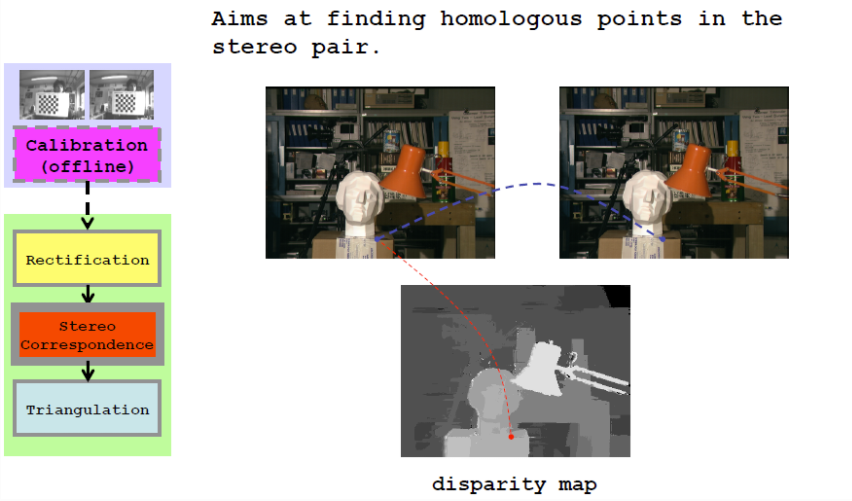 Aims at finding homologous points in the
stereo pair.
Calibration
(offline)
Rectification
Stereo
Correspondence
Triangulation
disparity map